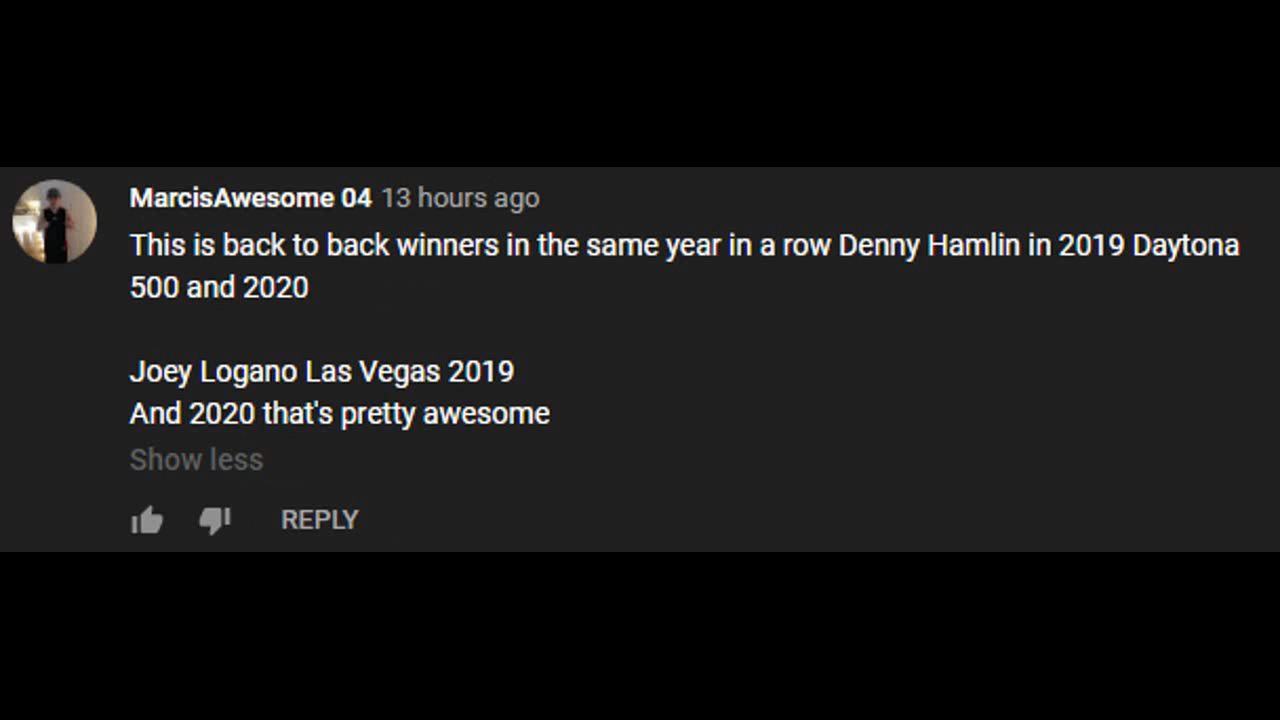 MarcisAwesome 04 13 hours ago
This is back to back winners in the same year in a row Denny Hamlin in 2019 Daytona
500 and 2020
Joey Logano Las Vegas 2019
And 2020 that's pretty awesome
Show less
REPLY